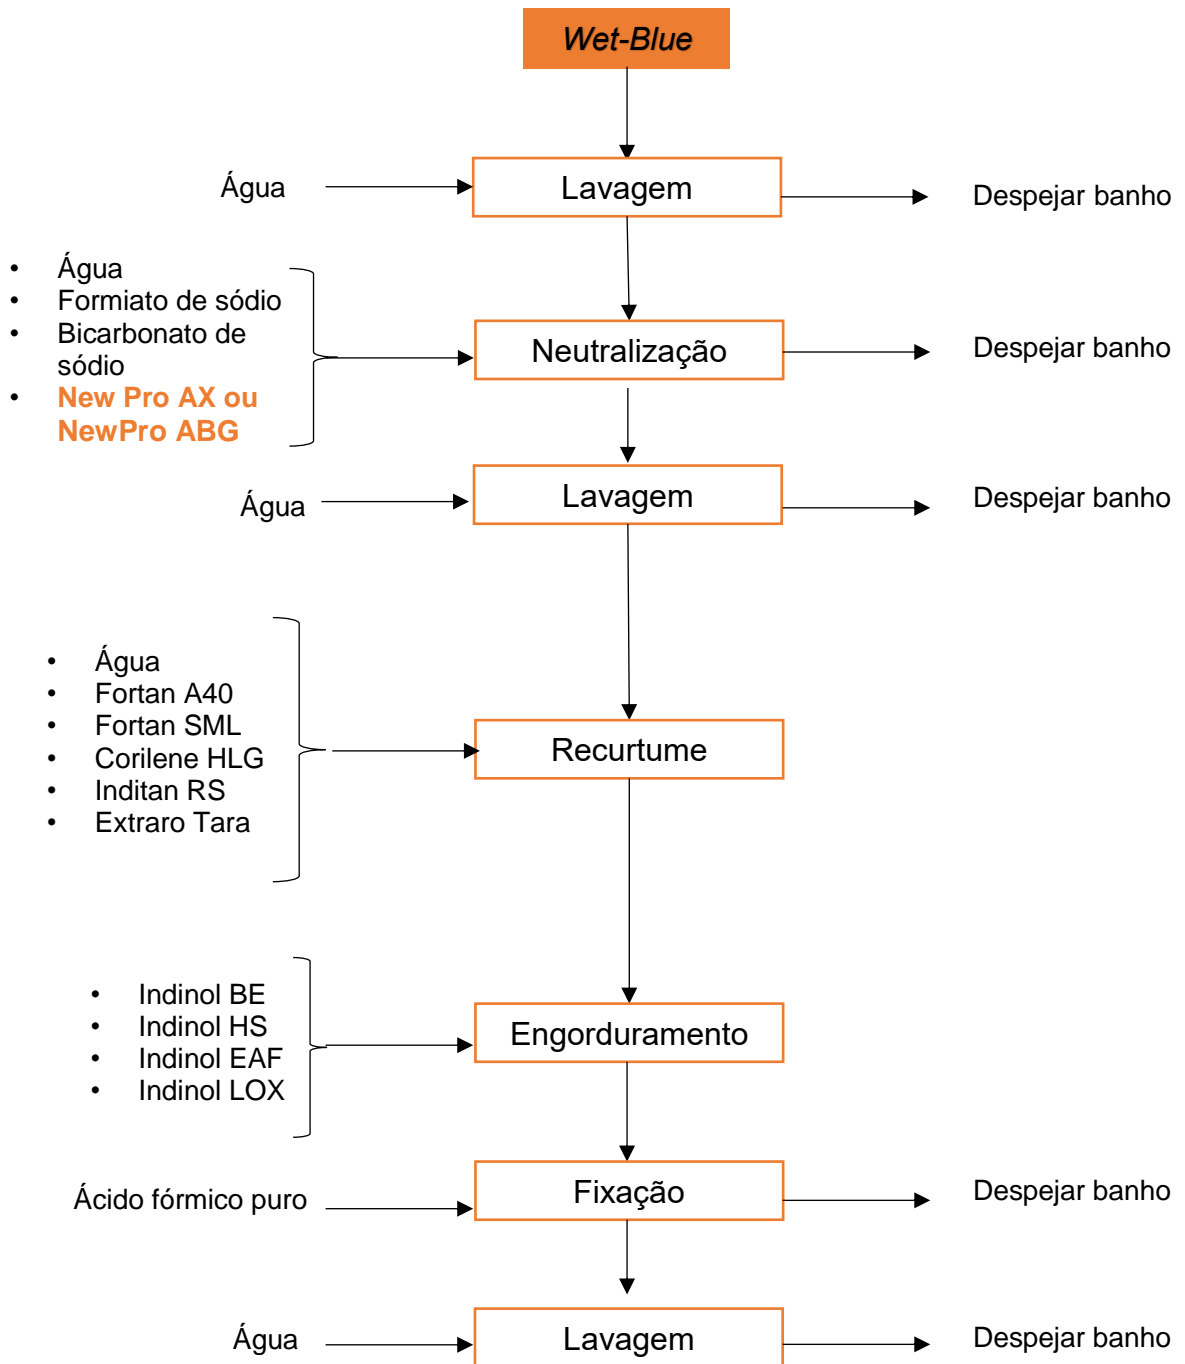 Wet-Blue
Água
Lavagem
Despejar banho
• Água
• Formiato de sódio
• Bicarbonato de
sódio
• New Pro AX ou
NewPro ABG
Neutralização
Despejar banho
Água
Lavagem
Despejar banho
• Água
• Fortan A40
• Fortan SML
• Corilene HLG
• Inditan RS
• Extraro Tara
Recurtume
• Indinol BE
• Indinol HS
• Indinol EAF
• Indinol LOX
Engorduramento
Ácido fórmico puro
Fixação
Despejar banho
Água
Lavagem
Despejar banho